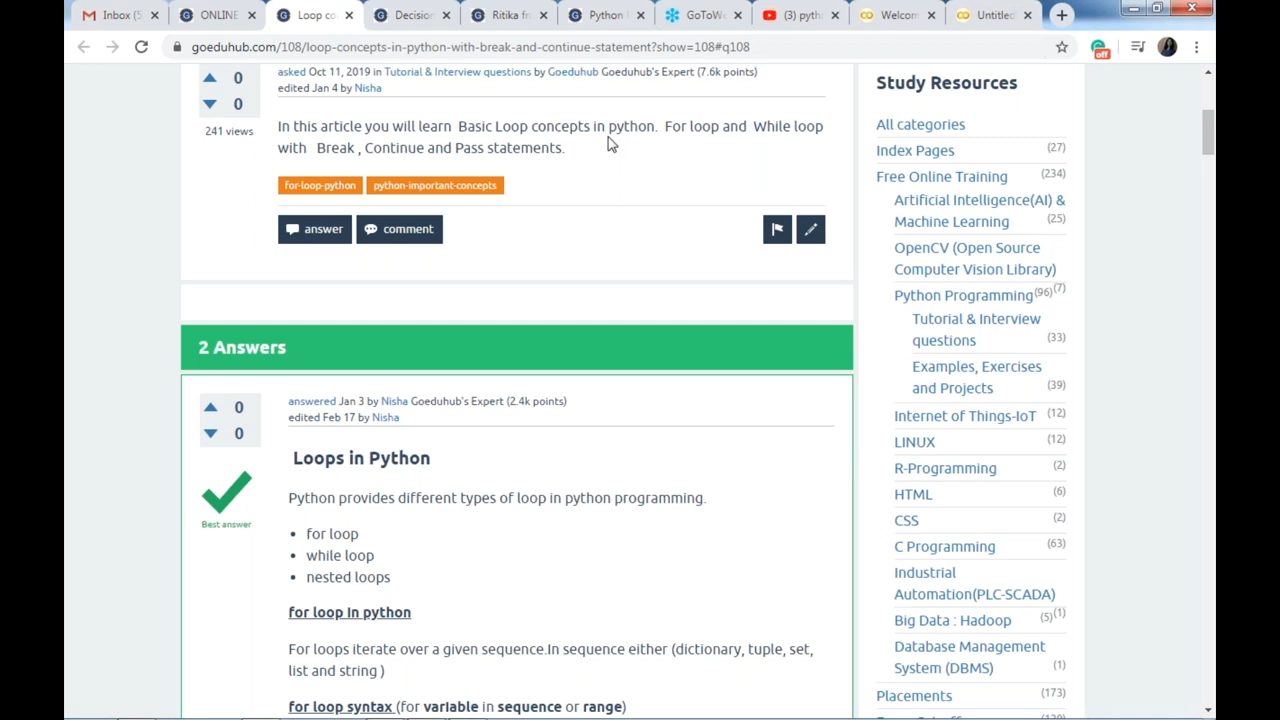 Inbox (5
ONLINE
Loop co
Decision
Ritika fr
Python l
GoToWe
(3) pyth
Welcom
Untitled
goeduhub.com/108/loop-concepts-in-python-with-break-and-continue-statement?show=108#q108
off
0
0
241 views
asked Oct 11, 2019 in Tutorial & Interview questions by Goeduhub Goeduhub's Expert (7.6k points)
edited Jan 4 by Nisha
In this article you will learn Basic Loop concepts in python. For loop and While loop
with Break , Continue and Pass statements.
for-loop-python python-important-concepts
answer comment
2 Answers
0
0
Best answer
answered Jan 3 by Nisha Goeduhub's Expert (2.4k points)
edited Feb 17 by Nisha
Loops in Python
Python provides different types of loop in python programming.
• for loop
• while loop
• nested loops
for loop in python
For loops iterate over a given sequence.In sequence either (dictionary, tuple, set,
list and string )
for loop syntax (for variable in sequence or range)
Study Resources
All categories
Index Pages (27)
Free Online Training (234)
Artificial Intelligence(AI) &
Machine Learning (25)
OpenCV (Open Source
Computer Vision Library) (7)
Python Programming (96)
Tutorial & Interview
questions (33)
Examples, Exercises
and Projects (39)
Internet of Things-IoT (12)
LINUX (12)
R-Programming (2)
HTML (6)
CSS (2)
C Programming (63)
Industrial
Automation(PLC-SCADA) (1)
Big Data : Hadoop (5)
Database Management
System (DBMS) (1)
Placements (173)